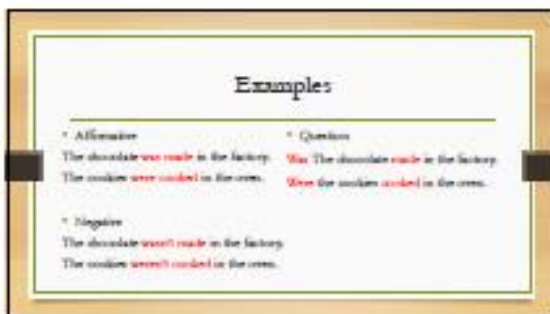 Examples
• Affirmative
The chocolate was made in the factory.
The cookies were cooked in the oven.
• Negative
The chocolate wasn't made in the factory.
The cookies weren't cooked in the oven.
• Question
Was The chocolate made in the factory
Were the cookies cooked in the oven.